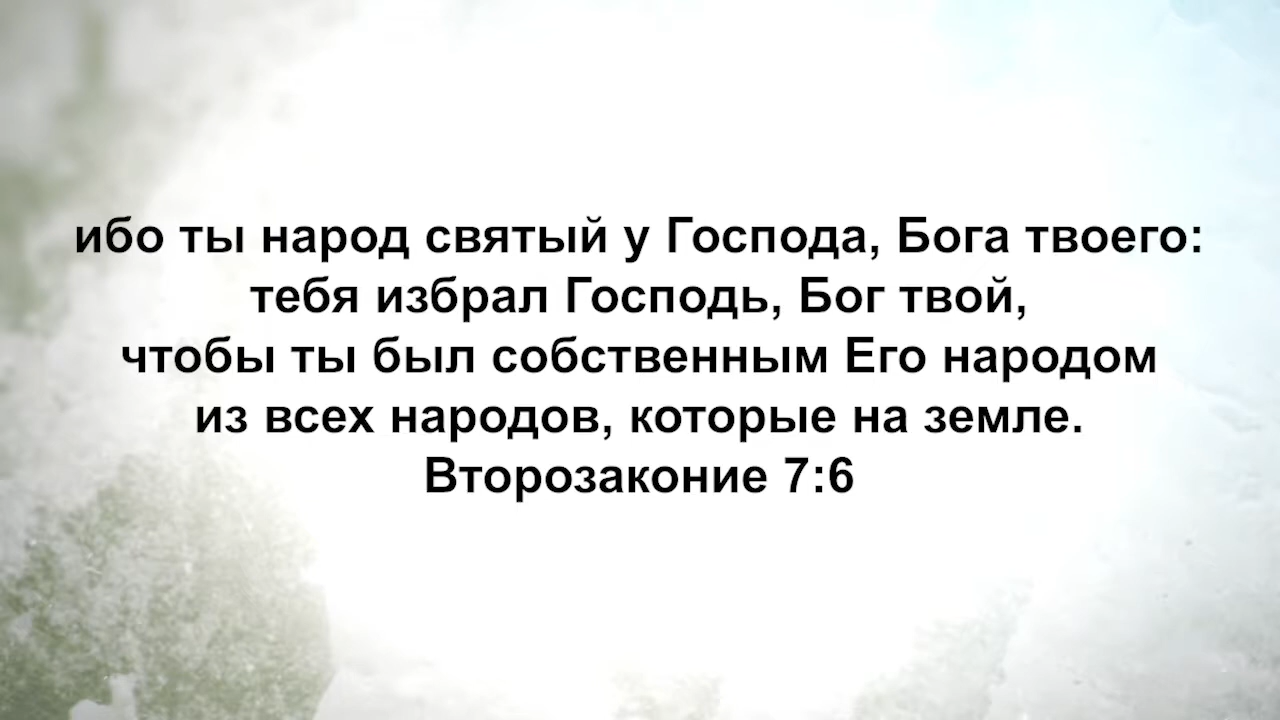 ибо ты народ святый у Господа, Бога твоего:
тебя избрал Господь, Бог твой,
чтобы ты был собственным Его народом
из всех народов, которые на земле.
Второзаконие 7:6